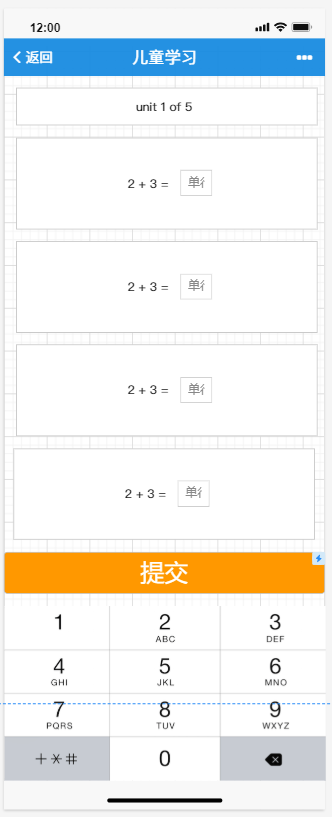 12:00
返回
儿童学习
unit 1 of 5
2 + 3 =
2 + 3 =
2 + 3 =
2 + 3 =
提交
1 2 ABC 3 DEF
4 GHI 5 JKL 6 MNO
7 PQRS 8 TUV 9 WXYZ
+ * # 0